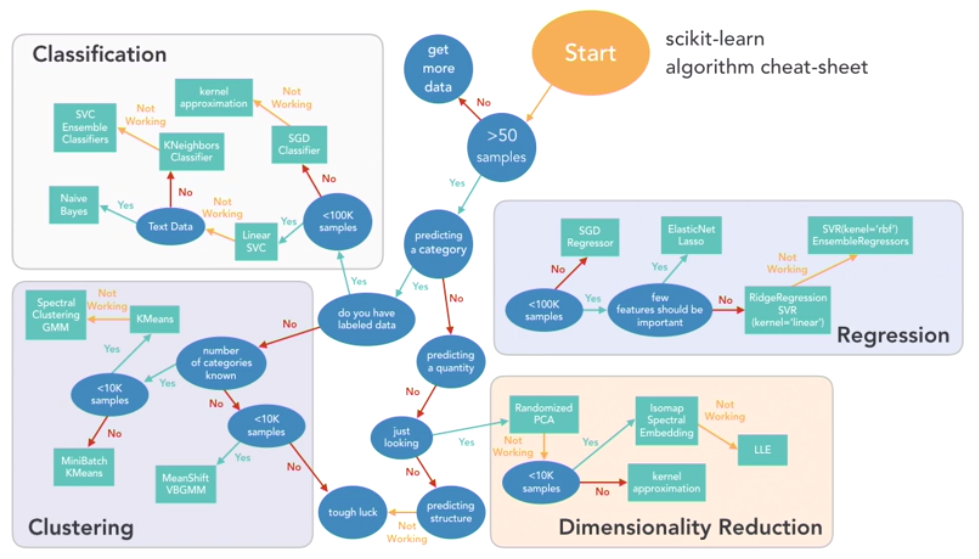 Start
scikit-learn
algorithm cheat-sheet
get
more
data
No
>50
samples
Yes
predicting
a category
Yes
No
do you have
labeled data
Yes
No
predicting
a quantity
No
just
looking
Yes
No
predicting
structure
Not
Working
tough luck
Classification
kernel
approximation
Not
Working
SGD
Classifier
No
<100K
samples
Yes
Linear
SVC
Not
Working
Text Data
Yes
Naive
Bayes
No
KNeighbors
Classifier
Not
Working
SVC
Ensemble
Classifiers
Clustering
number
of categories
known
Yes
No
<10K
samples
Yes
KMeans
Not
Working
Spectral
Clustering
GMM
No
MiniBatch
KMeans
<10K
samples
Yes
MeanShift
VBGMM
No
Regression
<100K
samples
No
SGD
Regressor
Yes
few
features should be
important
Yes
ElasticNet
Lasso
No
RidgeRegression
SVR
(kernel='linear')
Not
Working
SVR(kenel='rbf')
EnsembleRegressors
Dimensionality Reduction
Randomized
PCA
Not
Working
<10K
samples
Yes
Isomap
Spectral
Embedding
Not
Working
LLE
No
kernel
approximation